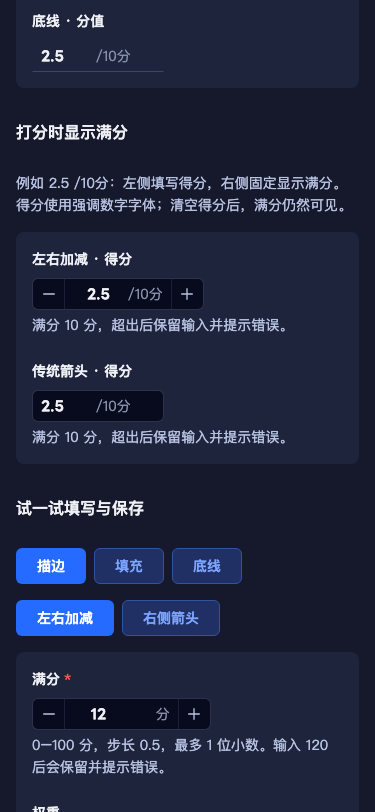 底线 · 分值
2.5 /10分
打分时显示满分
例如 2.5 /10分：左侧填写得分，右侧固定显示满分。
得分使用强调数字字体；清空得分后，满分仍然可见。
左右加减 · 得分
− 2.5 /10分 +
满分 10 分，超出后保留输入并提示错误。
传统箭头 · 得分
2.5 /10分
满分 10 分，超出后保留输入并提示错误。
试一试填写与保存
描边 填充 底线
左右加减 右侧箭头
满分 *
− 12 分 +
0—100 分，步长 0.5，最多 1 位小数。输入 120
后会保留并提示错误。